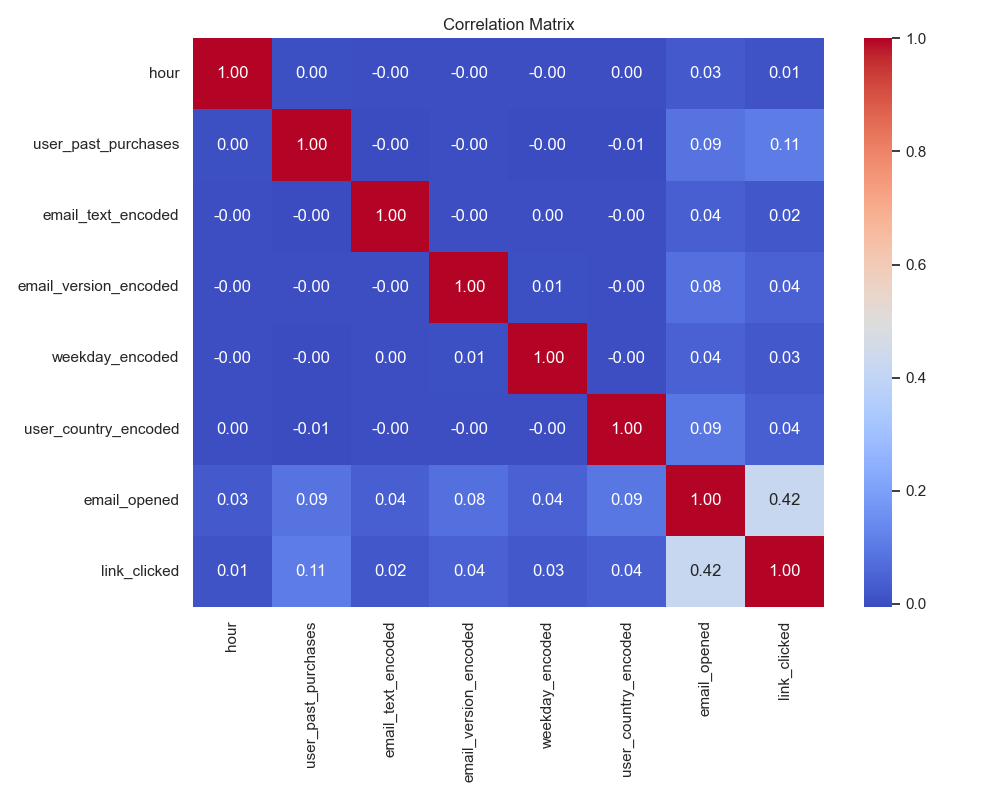 Correlation Matrix
hour 1.00 0.00 -0.00 -0.00 -0.00 0.00 0.03 0.01
user_past_purchases 0.00 1.00 -0.00 -0.00 -0.00 -0.01 0.09 0.11
email_text_encoded -0.00 -0.00 1.00 -0.00 0.00 -0.00 0.04 0.02
email_version_encoded -0.00 -0.00 -0.00 1.00 0.01 -0.00 0.08 0.04
weekday_encoded -0.00 -0.00 0.00 0.01 1.00 -0.00 0.04 0.03
user_country_encoded 0.00 -0.01 -0.00 -0.00 -0.00 1.00 0.09 0.04
email_opened 0.03 0.09 0.04 0.08 0.04 0.09 1.00 0.42
link_clicked 0.01 0.11 0.02 0.04 0.03 0.04 0.42 1.00
hour
user_past_purchases
email_text_encoded
email_version_encoded
weekday_encoded
user_country_encoded
email_opened
link_clicked
1.0
0.8
0.6
0.4
0.2
0.0